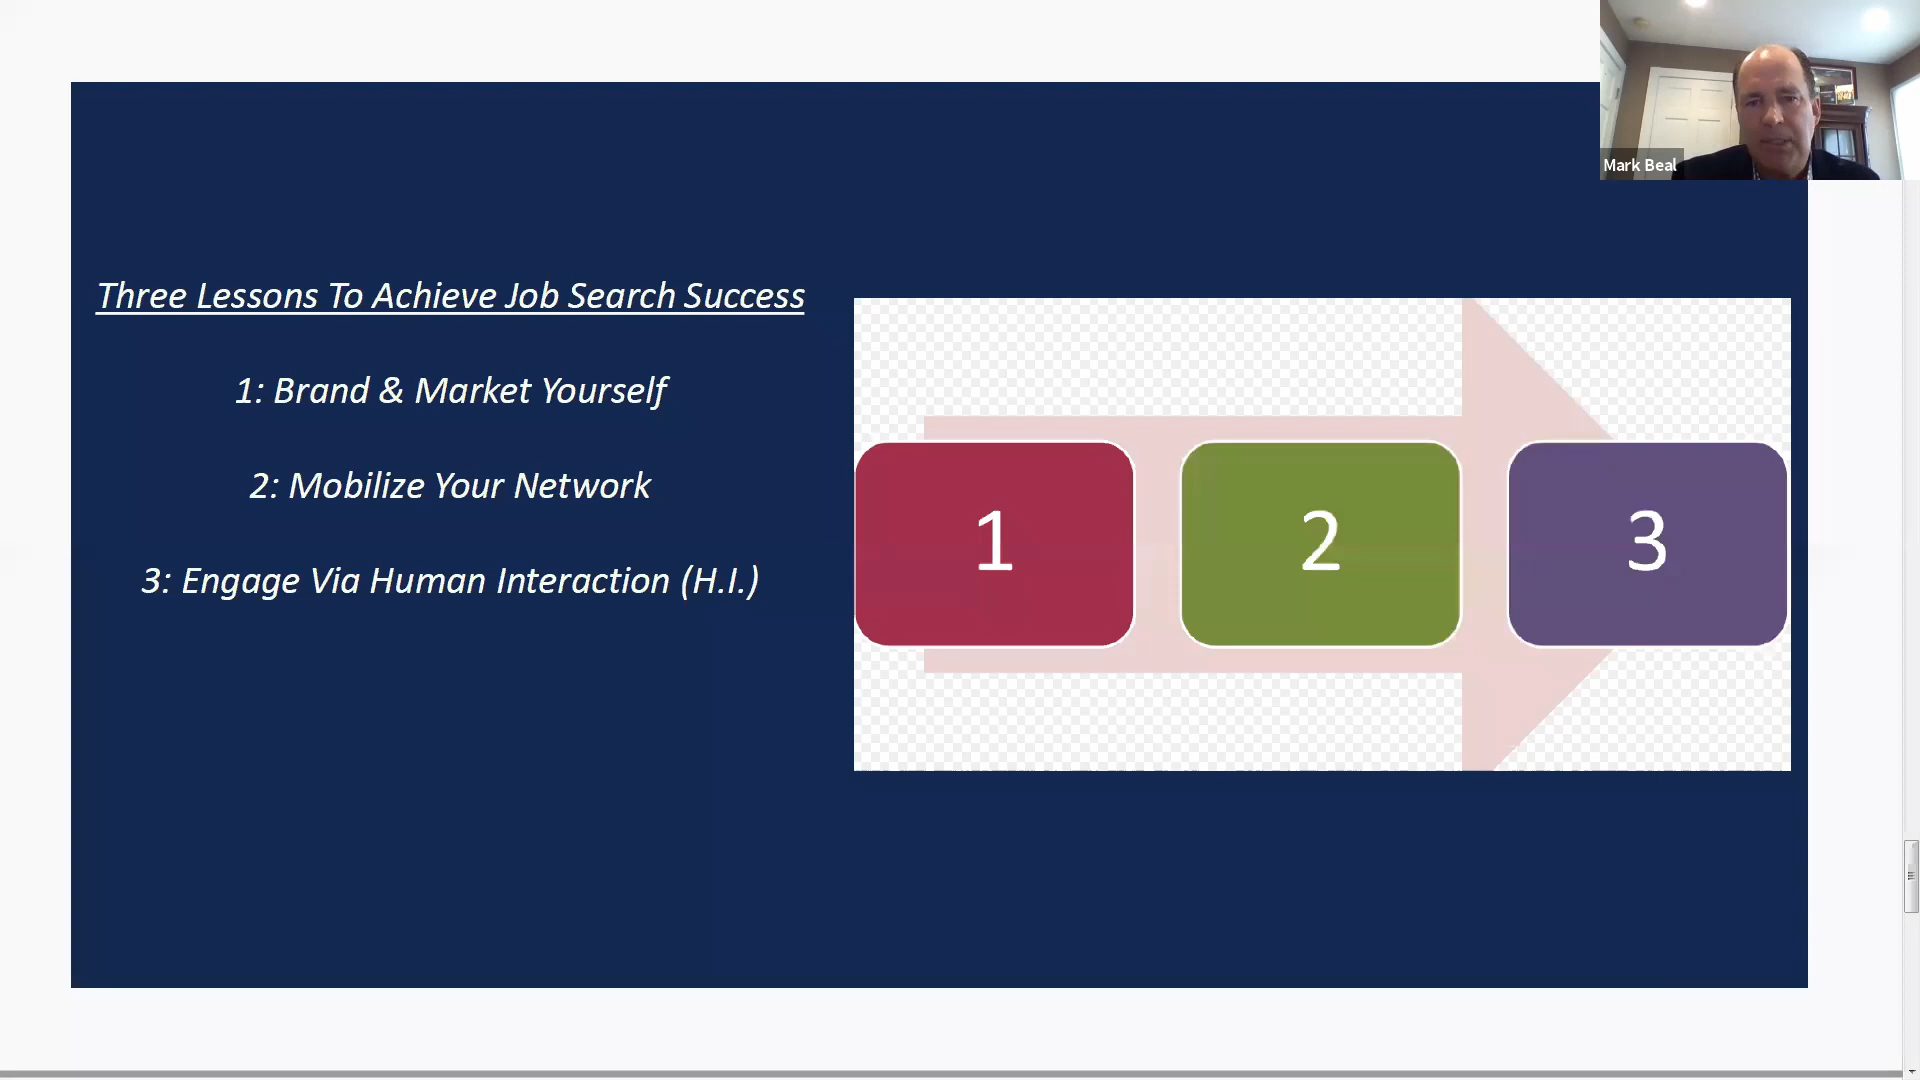 Mark Beal
Three Lessons To Achieve Job Search Success
1: Brand & Market Yourself
2: Mobilize Your Network
3: Engage Via Human Interaction (H.I.)
1
2
3